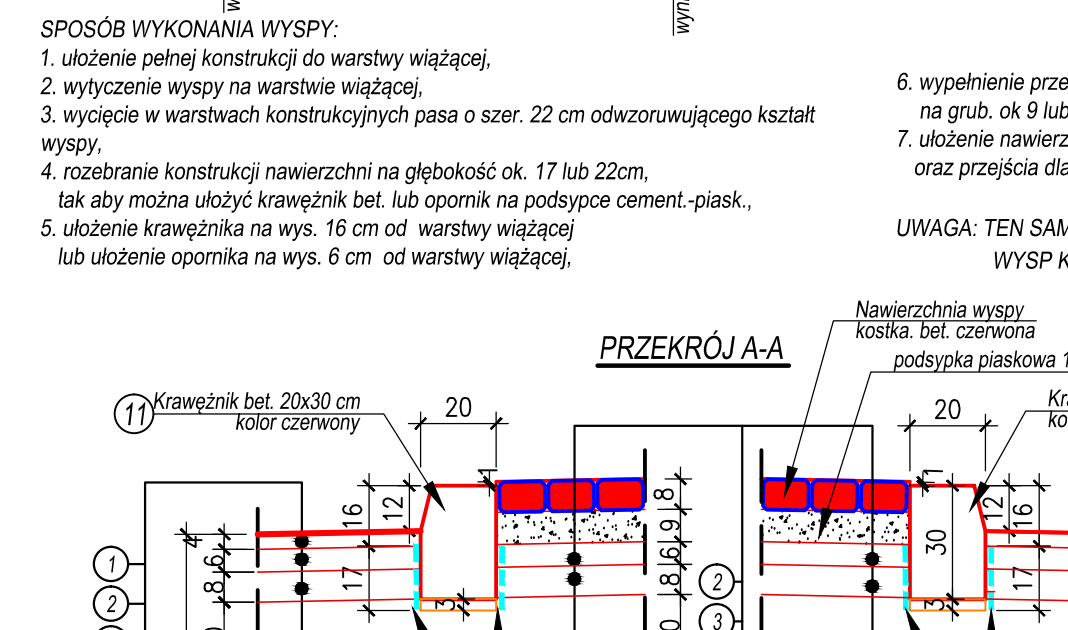 SPOSÓB WYKONANIA WYSPY:
1. ułożenie pełnej konstrukcji do warstwy wiążącej,
2. wytyczenie wyspy na warstwie wiążącej,
3. wycięcie w warstwach konstrukcyjnych pasa o szer. 22 cm odwzoruwującego kształt
wyspy,
4. rozebranie konstrukcji nawierzchni na głębokość ok. 17 lub 22cm,
tak aby można ułożyć krawężnik bet. lub opornik na podsypce cement.-piask.,
5. ułożenie krawężnika na wys. 16 cm od warstwy wiążącej
lub ułożenie opornika na wys. 6 cm od warstwy wiążącej,
6. wypełnienie
na grub. ok 9 lub
7. ułożenie
oraz przejścia
UWAGA: TEN
WYSP
PRZEKRÓJ A-A
Nawierzchnia wyspy
kostka. bet. czerwona
podsypka piaskowa
11
Krawężnik bet. 20x30 cm
kolor czerwony
20
20
1
1
16
12
8
12
16
4
9
30
1
6
17
6
17
8
8
2
2
3
3
3